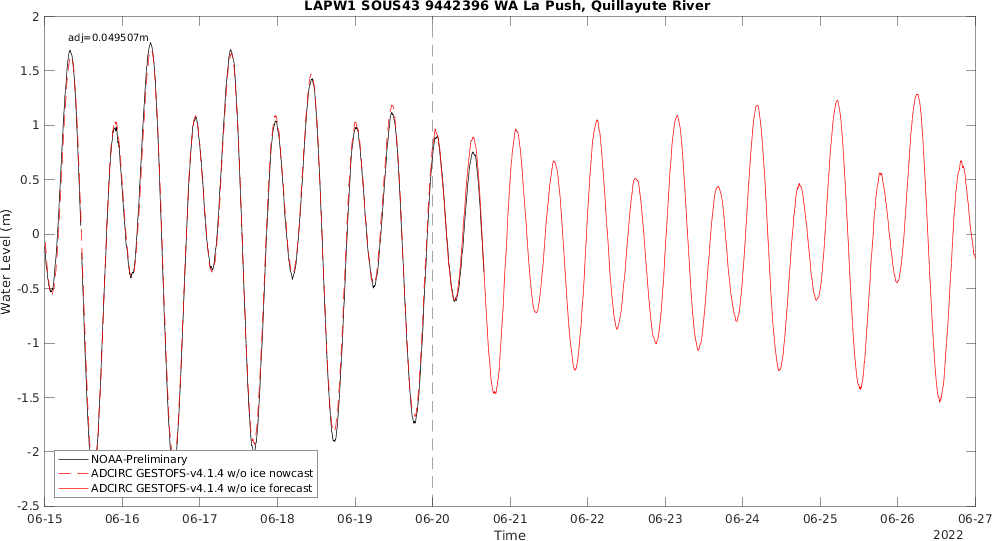 LAPW1 SOUS43 9442396 WA La Push, Quillayute River
adj=0.049507m
2
1.5
1
0.5
0
-0.5
-1
-1.5
-2
-2.5
Water Level (m)
NOAA-Preliminary
ADCIRC GESTOFS-v4.1.4 w/o ice nowcast
ADCIRC GESTOFS-v4.1.4 w/o ice forecast
06-15 06-16 06-17 06-18 06-19 06-20 06-21 06-22 06-23 06-24 06-25 06-26 06-27
Time
2022